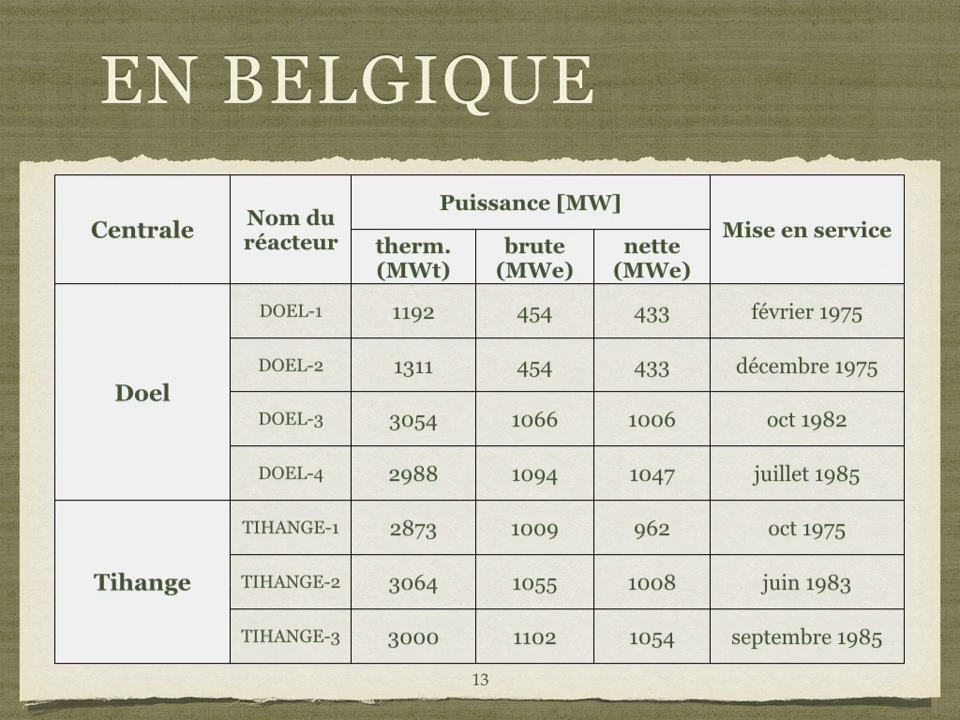 EN BELGIQUE
Centrale
Nom du
réacteur
Puissance [MW]
Mise en service
therm.
(MWt)
brute
(MWe)
nette
(MWe)
Doel
DOEL-1 1192 454 433 février 1975
DOEL-2 1311 454 433 décembre 1975
DOEL-3 3054 1066 1006 oct 1982
DOEL-4 2988 1094 1047 juillet 1985
Tihange
TIHANGE-1 2873 1009 962 oct 1975
TIHANGE-2 3064 1055 1008 juin 1983
TIHANGE-3 3000 1102 1054 septembre 1985
13